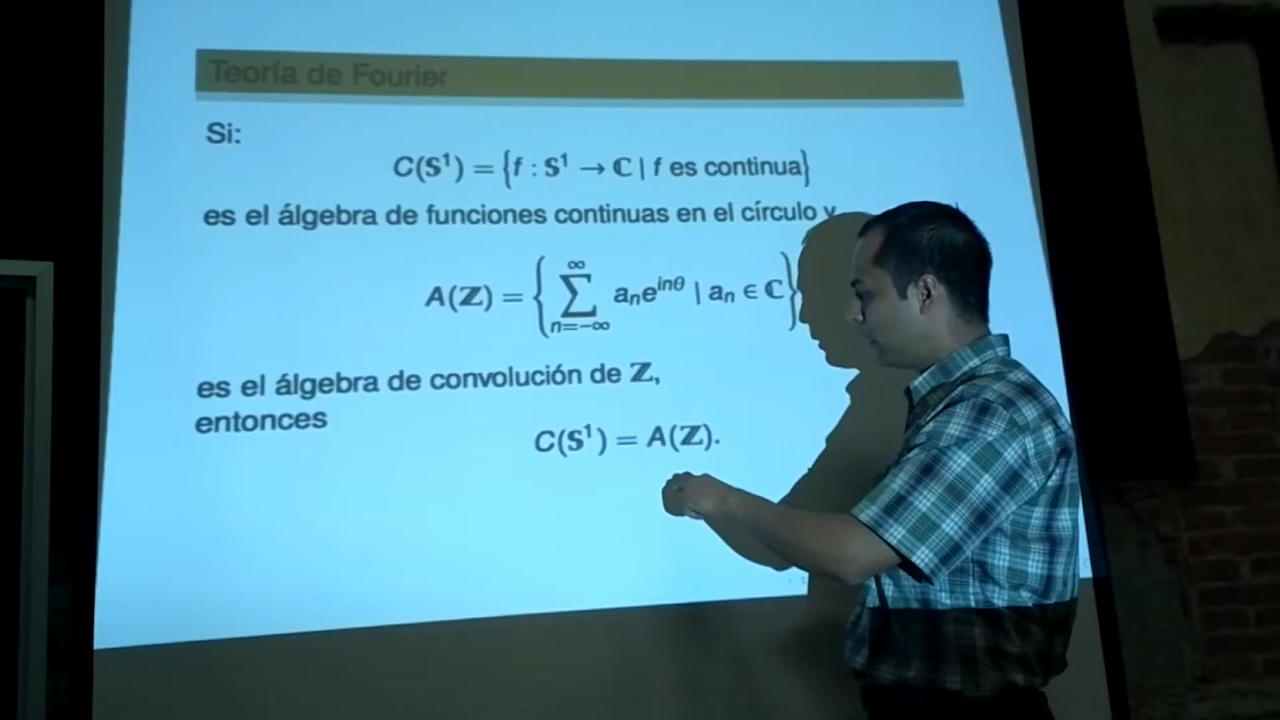 Teoría de Fourier
Si:
C(S¹) = {f : S¹ → ℂ | f es continua}
es el álgebra de funciones continuas en el círculo y
A(ℤ) = { ∑_{n=-∞}^{∞} aₙe^{inθ} | aₙ ∈ ℂ}
es el álgebra de convolución de ℤ,
entonces
C(S¹) = A(ℤ).